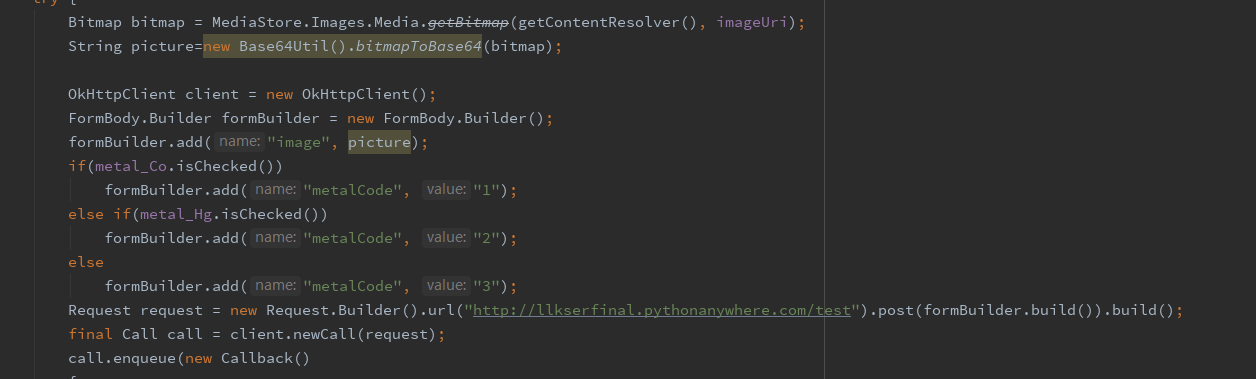 try {
Bitmap bitmap = MediaStore.Images.Media.getBitmap(getContentResolver(), imageUri);
String picture=new Base64Util().bitmapToBase64(bitmap);
OkHttpClient client = new OkHttpClient();
FormBody.Builder formBuilder = new FormBody.Builder();
formBuilder.add( name: "image", picture);
if(metal_Co.isChecked())
formBuilder.add( name: "metalCode", value: "1");
else if(metal_Hg.isChecked())
formBuilder.add( name: "metalCode", value: "2");
else
formBuilder.add( name: "metalCode", value: "3");
Request request = new Request.Builder().url("http://llkserfinal.pythonanywhere.com/test").post(formBuilder.build()).build();
final Call call = client.newCall(request);
call.enqueue(new Callback()
{